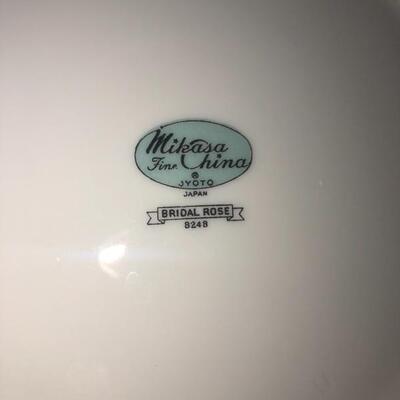 Mikasa
Fine China
®
JYOTO
JAPAN
BRIDAL ROSE
8248